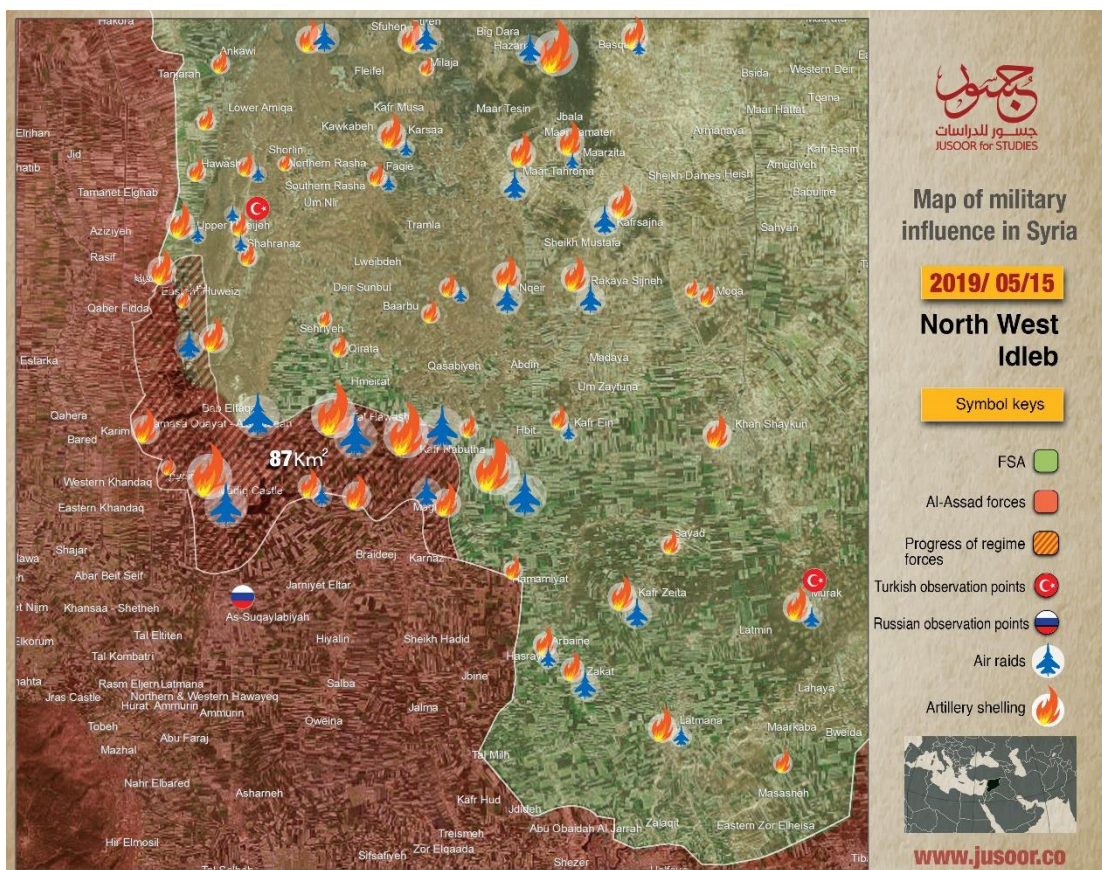 Hakora
Ankawi
Tanjarah
Lower Amiqa
Elnhan
Jid
Shorlin
Northern Rasha
Southern Rasha
Um Nir
Tamanet Elghab
Aziziyeh
Rasif
Shahranaz
Qaber Fidda
Estarka
Fleifel
Milaja
Kafr Musa
Kawkabeh
Karsaa
Faqie
Tramla
Lweibdeh
Deir Sunbul
Baarbu
Sehriyeh
Qirata
Hmeirat
Qasabiyeh
Big Dara
Maar Tesin
Jbala
Maarzita
Maar Tahroma
Kafrsajna
Sheikh Mustafa
Nqeir
Rakaya Sijneh
Moqa
Abdin
Madaya
Um Zaytuna
Bsida
Western Deir
Maar Hattat
Armanaya
Kafr Basin
Amudiyeh
Sheikh Dames
Heish
Babuline
Sahyan
Qahera
Bared
Karim
Western Khandaq
Eastern Khandaq
Shajar
Abar Beit Seif
87Km²
Kafr Nabutha
Hbit
Kafr Ein
Khan Shaykun
Sayad
Braideej
Karnaz
Hamamiyat
Kafr Zeita
Murak
Latmin
Jarniyet Eltar
As-Suqaylabiyah
Khansaa -Shetheh
Tal Eltiten
Tal Kombatri
Hiyalin
Sheikh Hadid
Arbaine
Zakat
Jbine
Lahaya
Rasm Eljern
Latmana
Northern & Western Hawayeq
Hurat Ammurin
Ammurin
Jras Castle
Tobeh
Abu Faraj
Mazhal
Salba
Jalma
Qweina
Latmana
Maarkaba
Bweida
Tal Milh
Nahr Elbared
Asharneh
Kafr Hud
Jdideh
Masasneh
Hir Elmosil
Treismeh
Zor Elqaada
Sifsafiyeh
Abu Obaidah Al Jarrah
Zalaqit
Eastern Zor Elheisa
Shezer
جسور
جسور للدراسات
JUSOOR for STUDIES
Map of military
influence in Syria
2019/ 05/15
North West
Idleb
Symbol keys
FSA
Al-Assad forces
Progress of regime
forces
Turkish observation points
Russian observation points
Air raids
Artillery shelling
www.jusoor.co